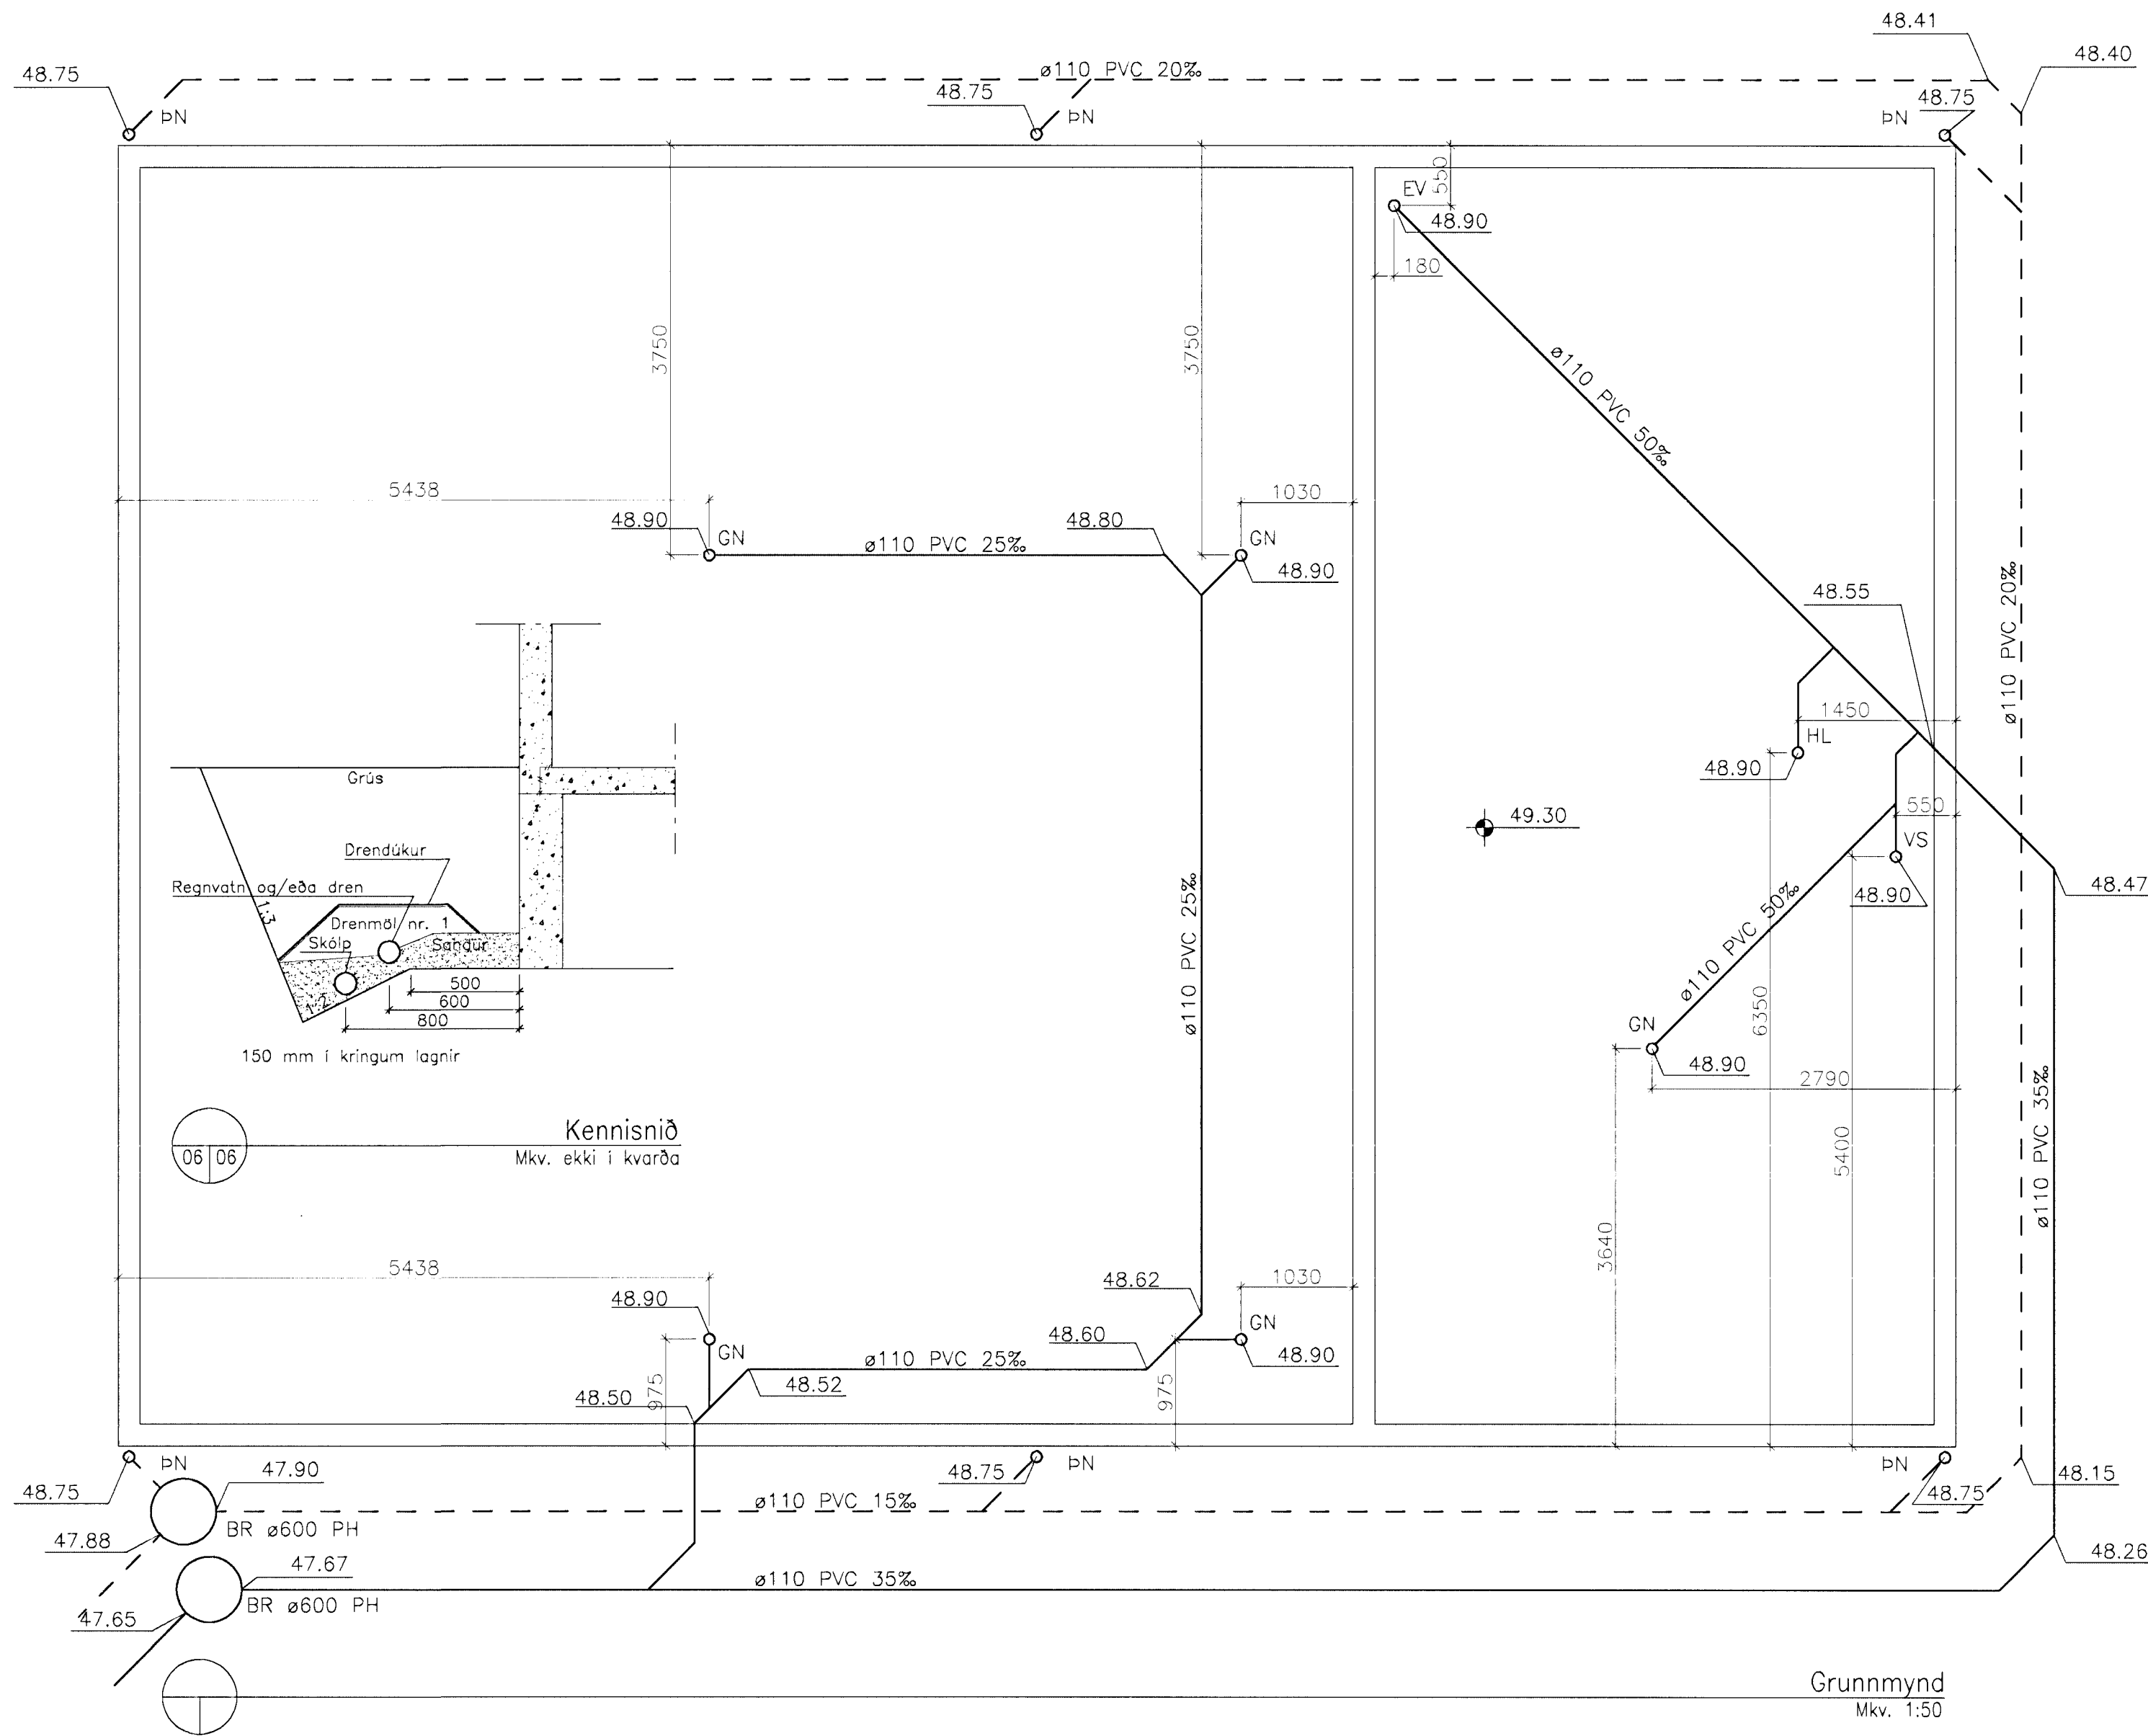 48.41
48.40
48.75
ø110 PVC 20‰
48.75
48.75
ÞN
ÞN
ÞN
550
EV
48.90
180
3750
3750
ø110 PVC 50‰
5438
1030
48.90
GN
ø110 PVC 25‰
48.80
GN
48.90
48.55
ø110 PVC 20‰
1450
HL
48.90
Grús
49.30
550
VS
48.90
48.47
Drendúkur
Regnvatn og/eða dren
1:3
Drenmöl nr. 1
Skólp
Sandur
1:2
500
600
800
150 mm í kringum lagnir
ø110 PVC 25‰
ø110 PVC 50‰
6350
GN
48.90
2790
ø110 PVC 35‰
5400
3640
Kennisnið
06 06
Mkv. ekki í kvarða
5438
1030
48.90
GN
48.62
GN
48.60
48.90
ø110 PVC 25‰
975
48.52
975
48.50
ÞN
48.75
47.90
48.75
ÞN
ÞN
48.75
48.15
ø110 PVC 15‰
BR ø600 PH
47.88
47.67
48.26
ø110 PVC 35‰
BR ø600 PH
47.65
Grunnmynd
Mkv. 1:50